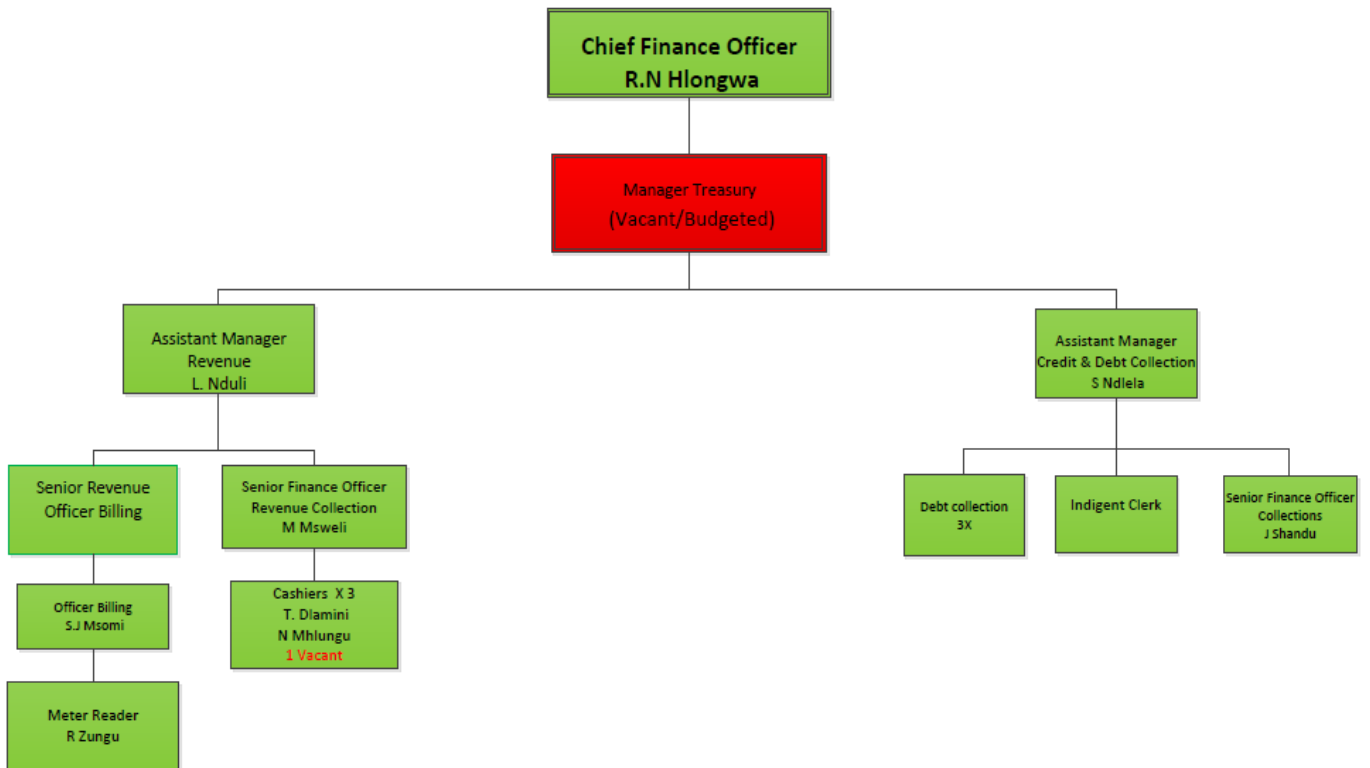 Chief Finance Officer
R.N Hlongwa
Manager Treasury
(Vacant/Budgeted)
Assistant Manager
Revenue
L. Nduli
Assistant Manager
Credit & Debt Collection
S Ndlela
Senior Revenue
Officer Billing
Senior Finance Officer
Revenue Collection
M Msweli
Debt collection
3X
Indigent Clerk
Senior Finance Officer
Collections
J Shandu
Officer Billing
S.J Msomi
Cashiers X 3
T. Dlamini
N Mhlungu
1 Vacant
Meter Reader
R Zungu